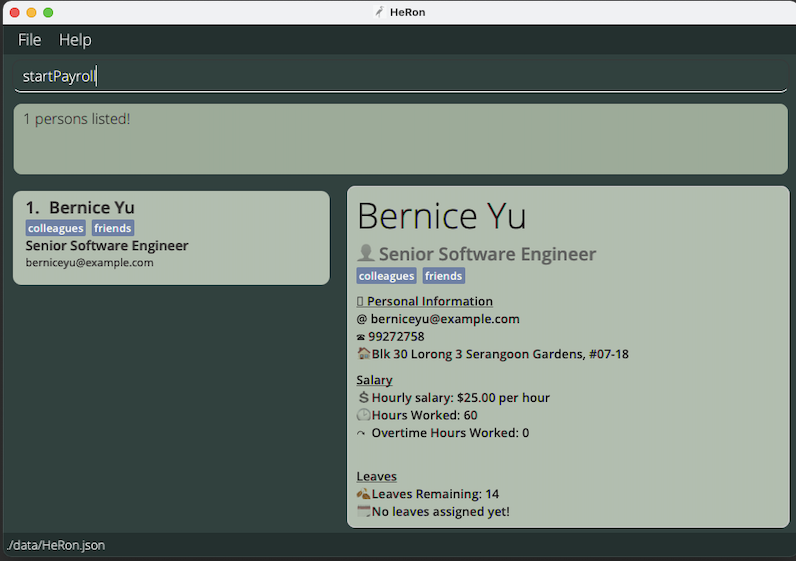 HeRon
File Help
startPayroll
1 persons listed!
1. Bernice Yu
colleagues friends
Senior Software Engineer
berniceyu@example.com
Bernice Yu
Senior Software Engineer
colleagues friends
Personal Information
@ berniceyu@example.com
☎ 99272758
Blk 30 Lorong 3 Serangoon Gardens, #07-18
Salary
$ Hourly salary: $25.00 per hour
Hours Worked: 60
Overtime Hours Worked: 0
Leaves
Leaves Remaining: 14
No leaves assigned yet!
./data/HeRon.json